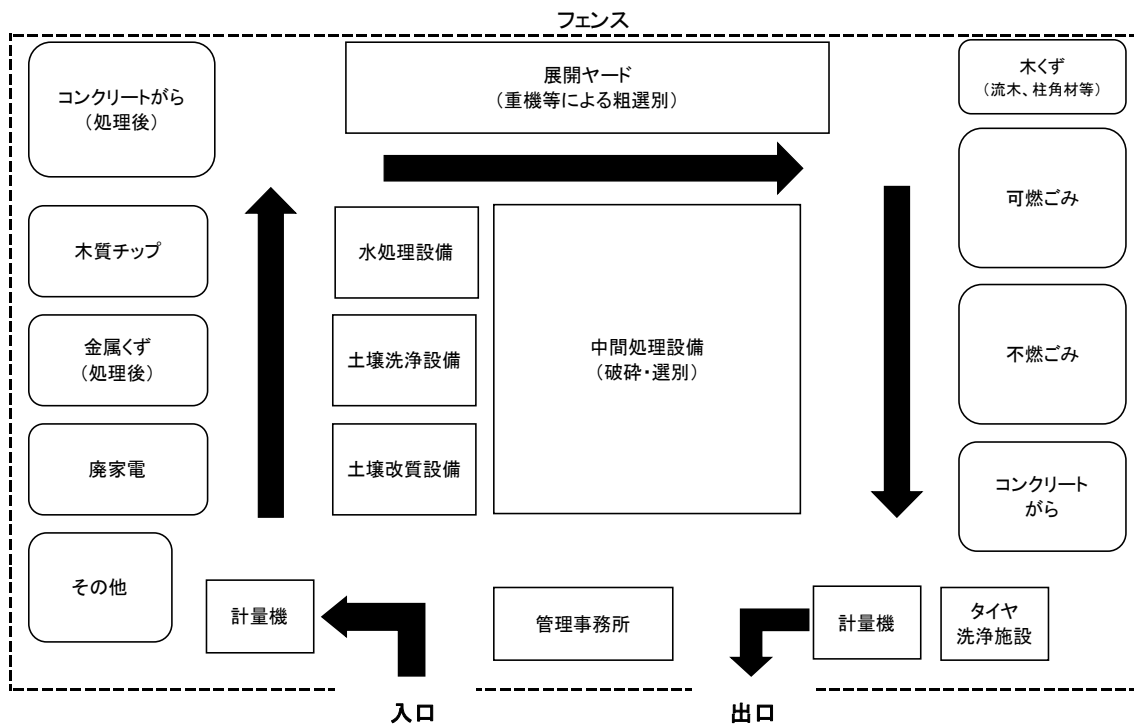 フェンス
コンクリートがら
(処理後)
展開ヤード
(重機等による粗選別)
木くず
(流木、柱角材等)
可燃ごみ
木質チップ
水処理設備
金属くず
(処理後)
土壌洗浄設備
中間処理設備
(破砕・選別)
不燃ごみ
廃家電
土壌改質設備
コンクリート
がら
その他
計量機
管理事務所
計量機
タイヤ
洗浄施設
入口
出口